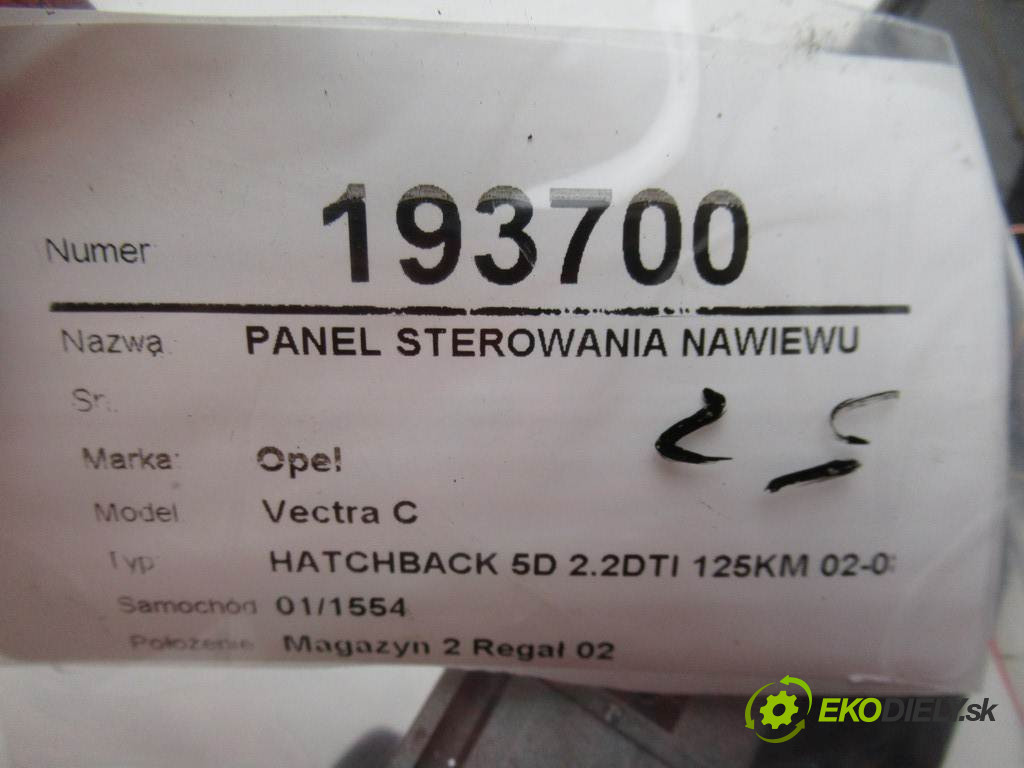 Numer: 193700
Nazwa: PANEL STEROWANIA NAWIEWU
Sn:
Marka: Opel
Model Vectra C
Typ: HATCHBACK 5D 2.2DTI 125KM 02-0
Samochód 01/1554
Położenie Magazyn 2 Regał 02
EKODIELY.sk